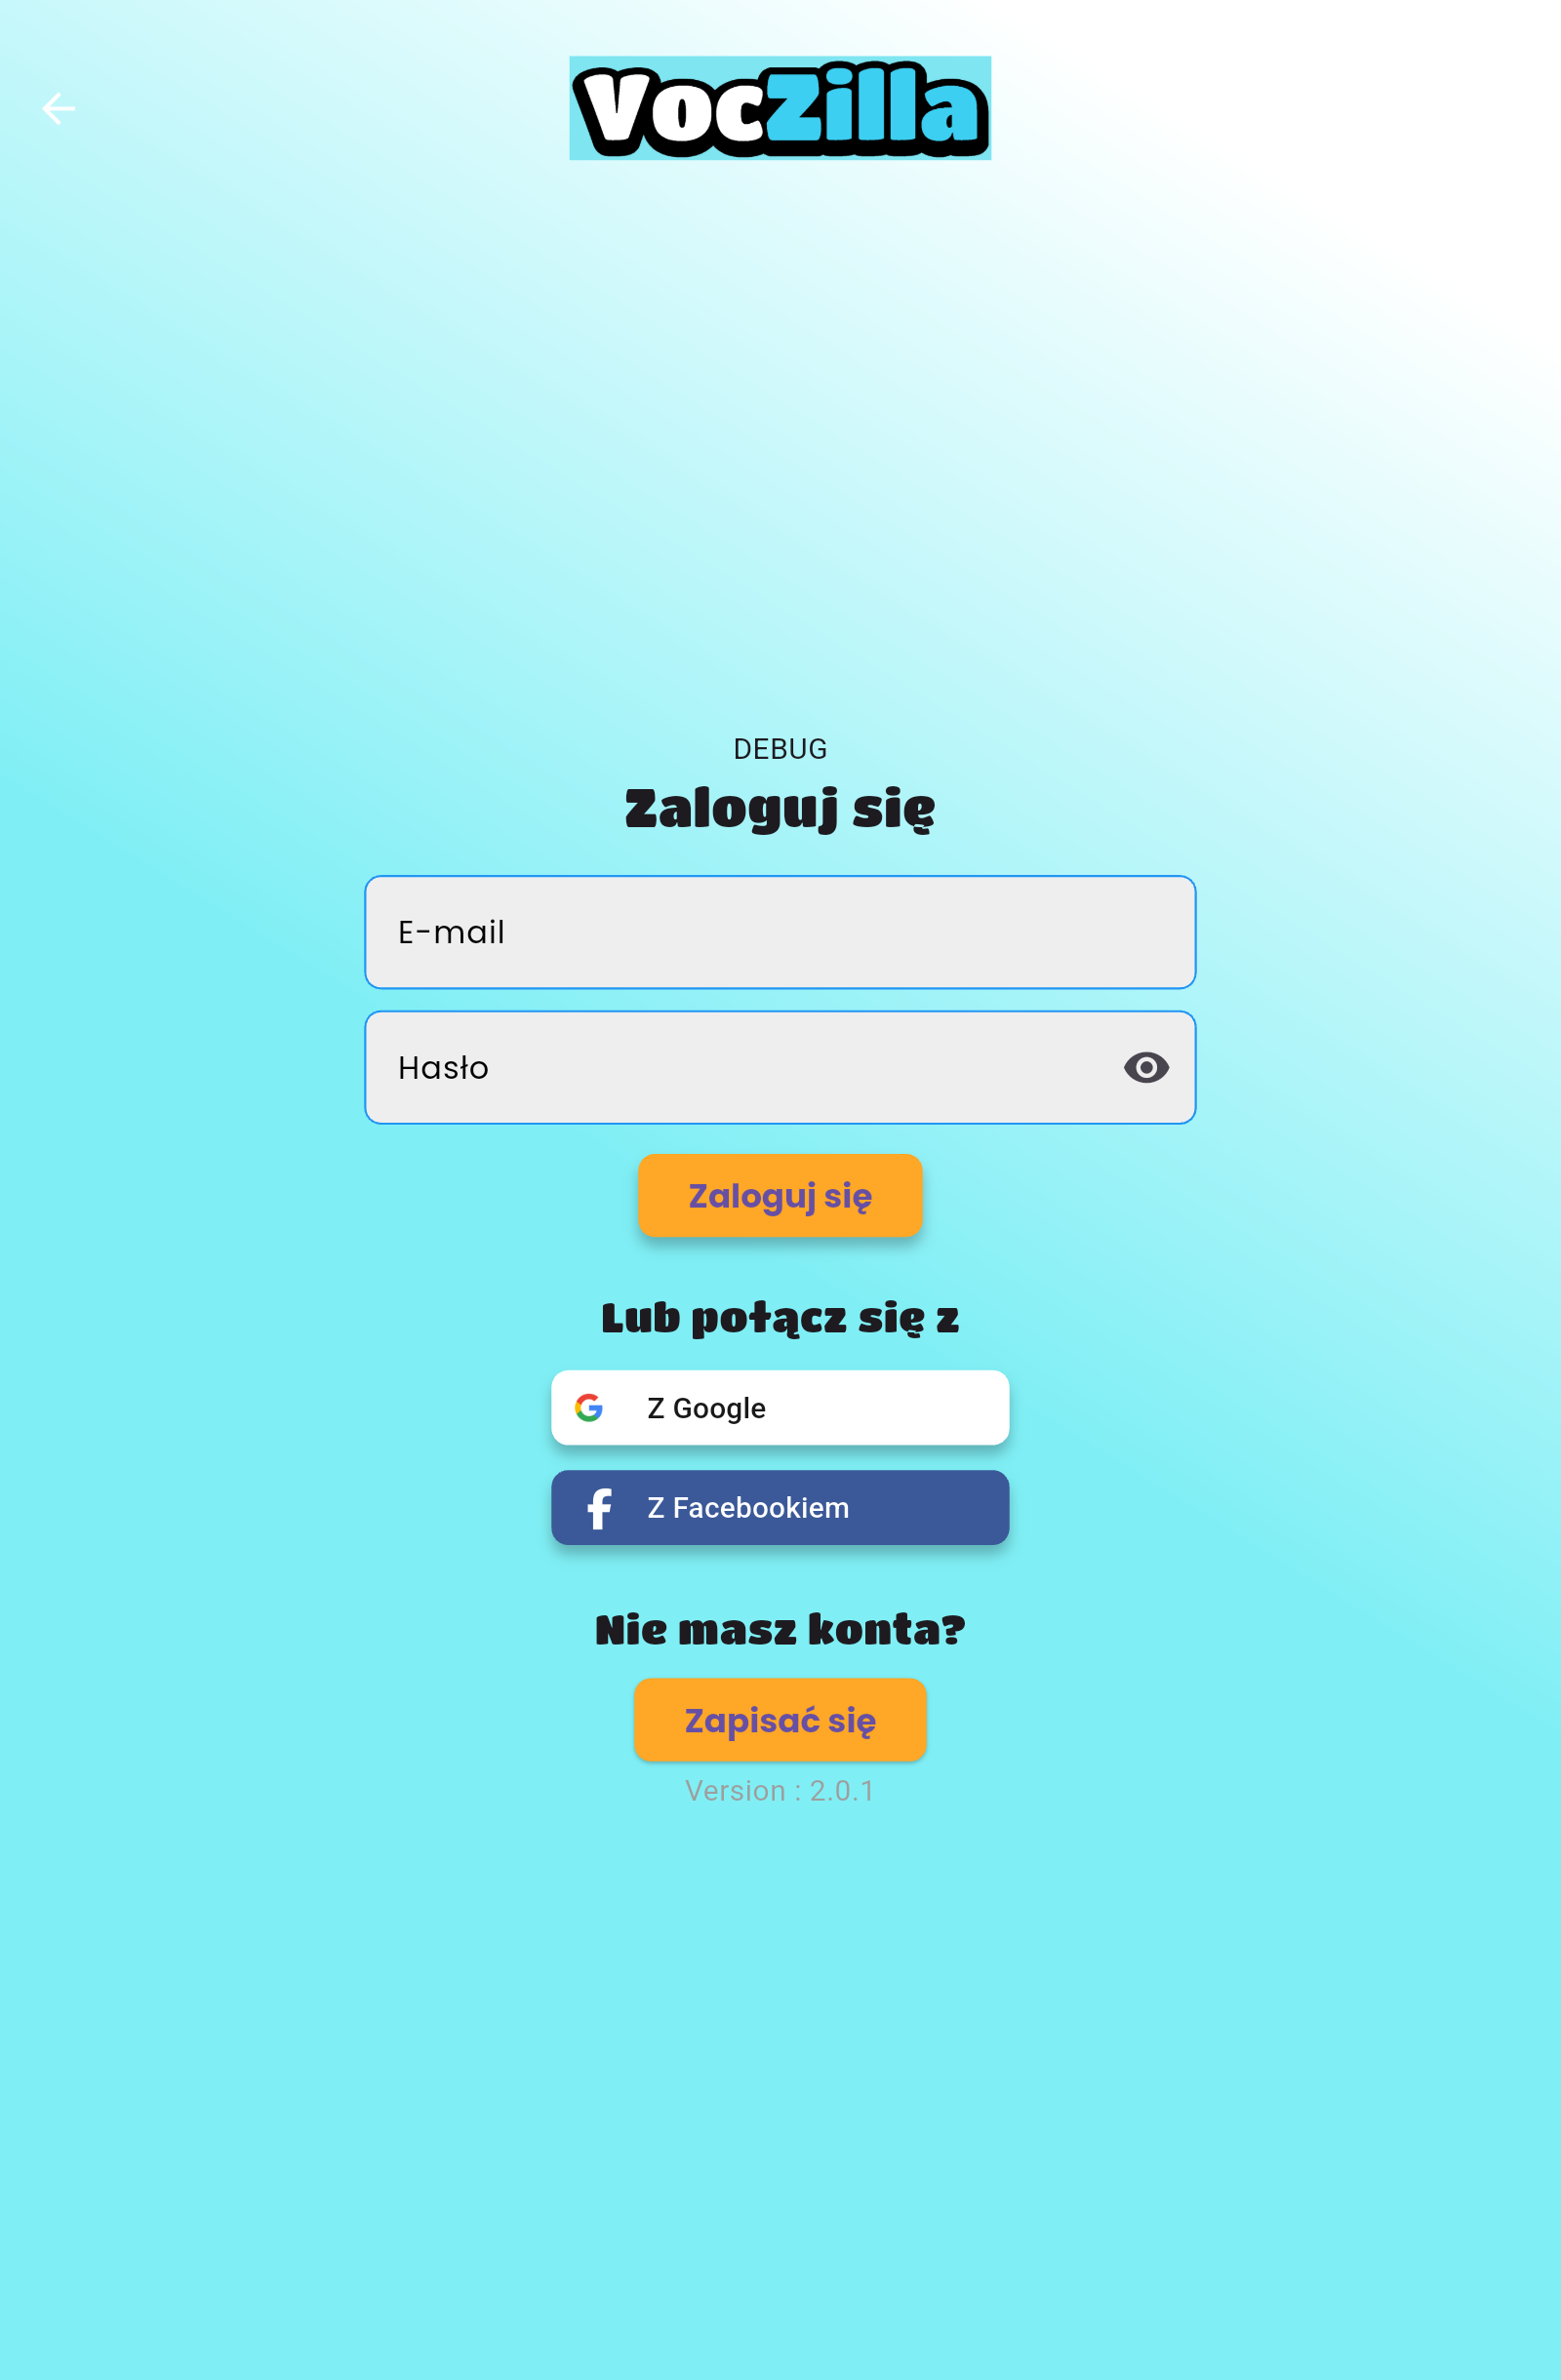 VocZilla
DEBUG
Zaloguj się
E-mail
Hasło
Zaloguj się
Lub połącz się z
Z Google
Z Facebookiem
Nie masz konta?
Zapisać się
Version : 2.0.1